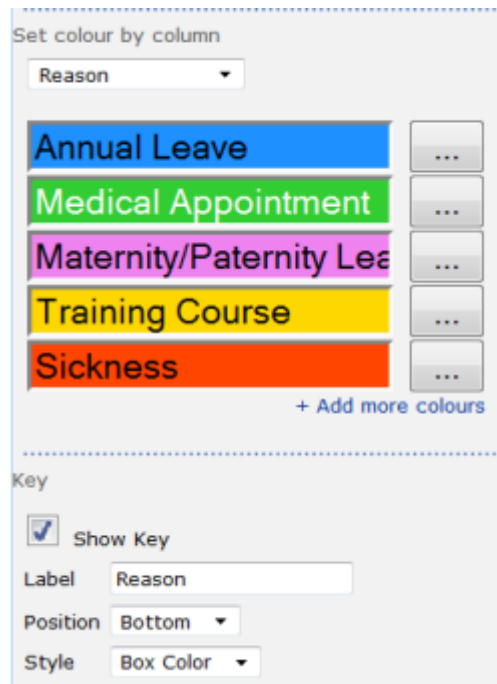 Set colour by column
Reason
Annual Leave
...
Medical Appointment
...
Maternity/Paternity Lea
...
Training Course
...
Sickness
...
+ Add more colours
Key
Show Key
Label Reason
Position Bottom
Style Box Color